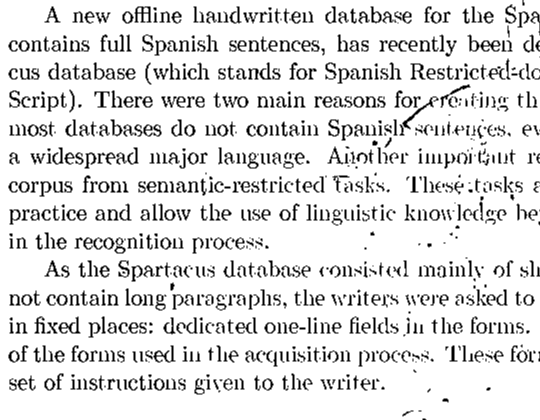 A new offline handwritten database for the Spa
contains full Spanish sentences, has recently been de
cus database (which stands for Spanish Restricted-do
Script). There were two main reasons for creating th
most databases do not contain Spanish sentences, ev
a widespread major language. Another important re
corpus from semantic-restricted tasks. These tasks a
practice and allow the use of linguistic knowledge bey
in the recognition process.
As the Spartacus database consisted mainly of sh
not contain long paragraphs, the writers were asked to
in fixed places: dedicated one-line fields in the forms.
of the forms used in the acquisition process. These for
set of instructions given to the writer.